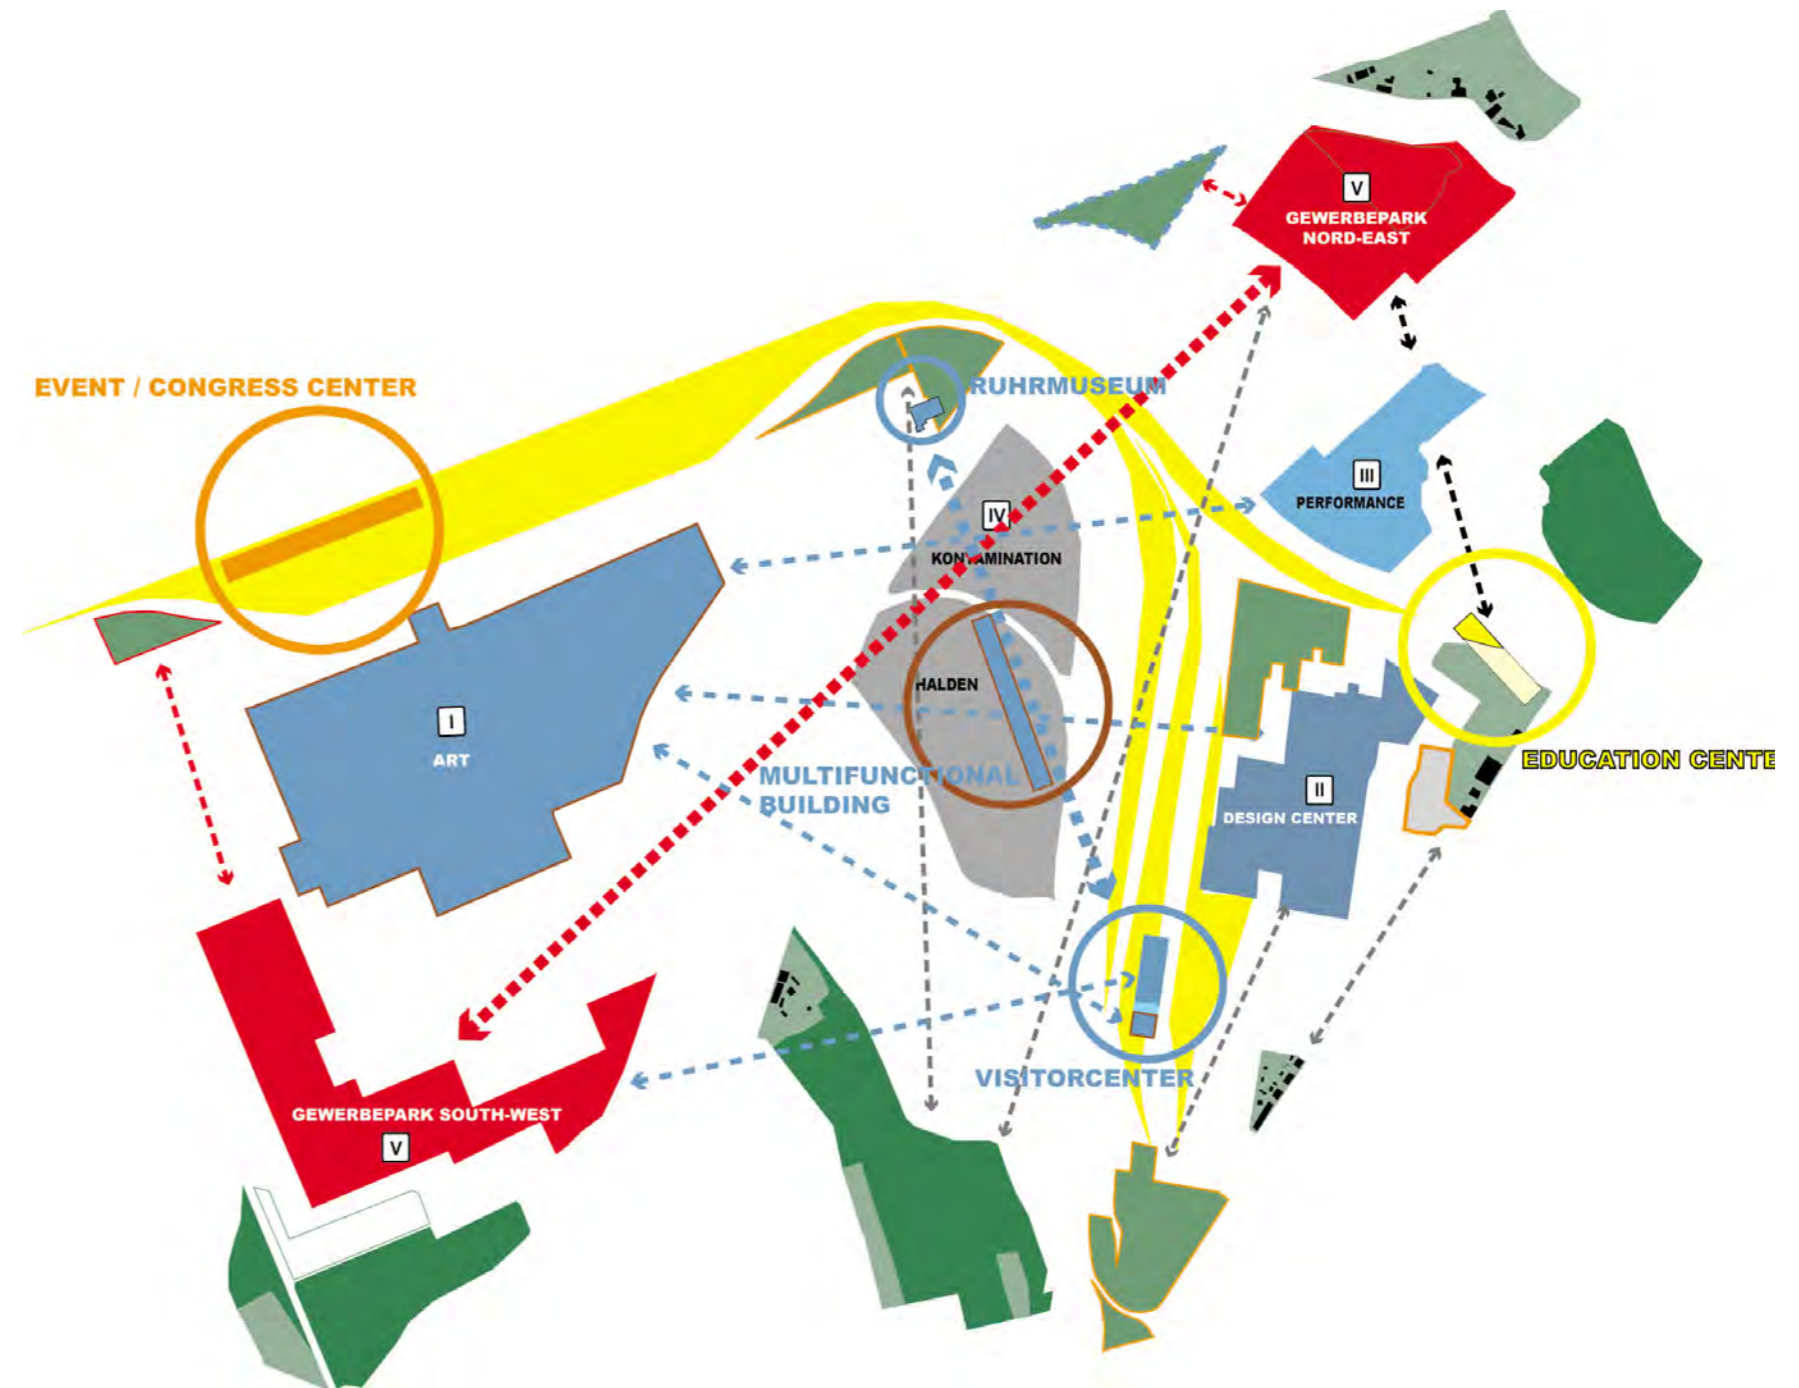 V
GEWERBEPARK
NORD-EAST
EVENT / CONGRESS CENTER
RUHRMUSEUM
III
PERFORMANCE
IV
KONTAMINATION
HALDEN
I
ART
MULTIFUNCTIONAL
BUILDING
EDUCATION CENTE
II
DESIGN CENTER
VISITORCENTER
GEWERBEPARK SOUTH-WEST
V